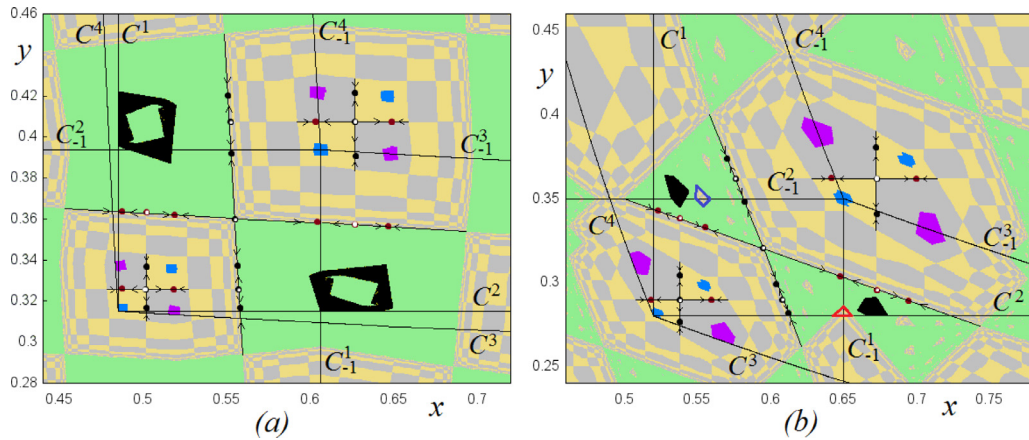 0.46
0.44
0.42
0.4
0.38
0.36
0.34
0.32
0.3
0.28
y
C⁴ C¹ C⁴₋₁
C²₋₁ C³₋₁
C²
C³
C¹₋₁
0.45 0.5 0.55 0.6 0.65 0.7
x
(a)
0.45
0.4
0.35
0.3
0.25
y
C¹ C⁴₋₁
C²₋₁
C⁴ C³₋₁
C²
C³ C¹₋₁
0.5 0.55 0.6 0.65 0.7 0.75
x
(b)